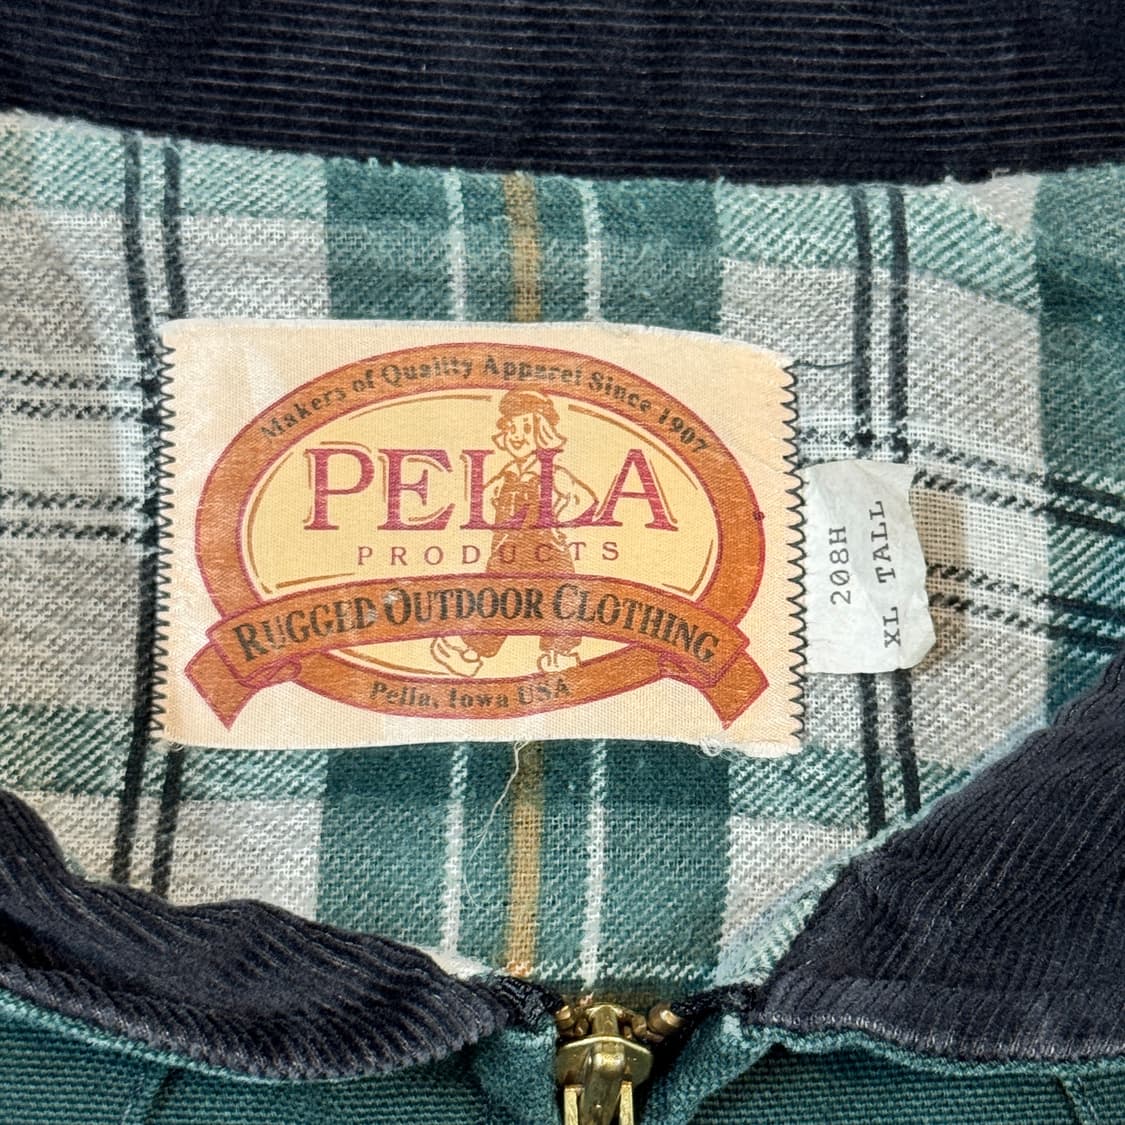 Makers of Quality Apparel Since 1907
PELLA
PRODUCTS
RUGGED OUTDOOR CLOTHING
Pella, Iowa USA
208H
XL TALL